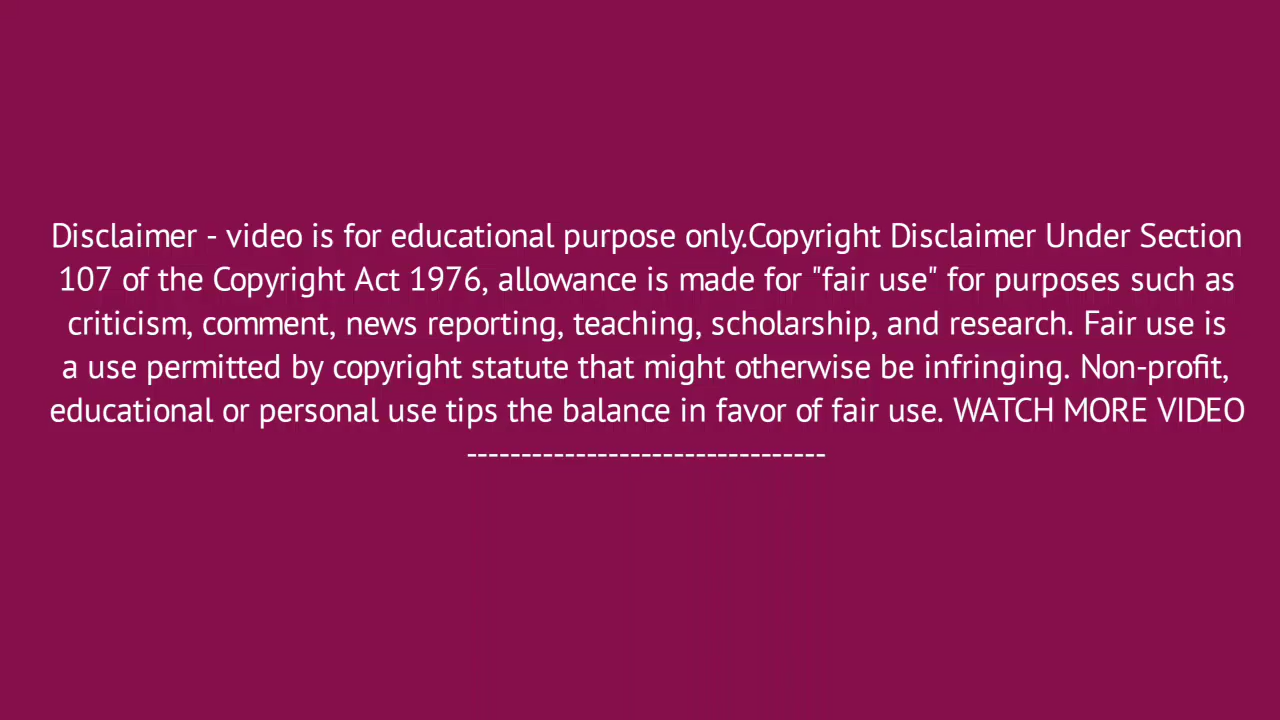 Disclaimer - video is for educational purpose only.Copyright Disclaimer Under Section
107 of the Copyright Act 1976, allowance is made for "fair use" for purposes such as
criticism, comment, news reporting, teaching, scholarship, and research. Fair use is
a use permitted by copyright statute that might otherwise be infringing. Non-profit,
educational or personal use tips the balance in favor of fair use. WATCH MORE VIDEO
---------------------------------